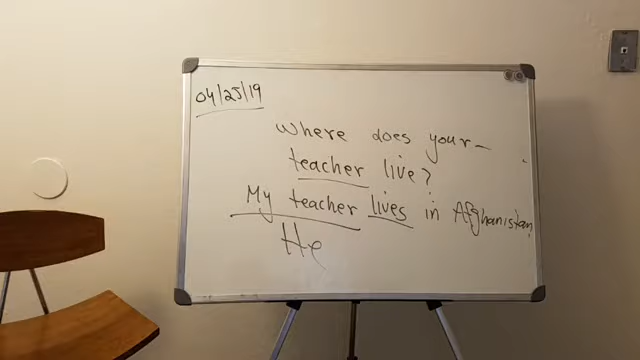 04/25/19
Where does your
teacher live?
My teacher lives in Afghanistan
He